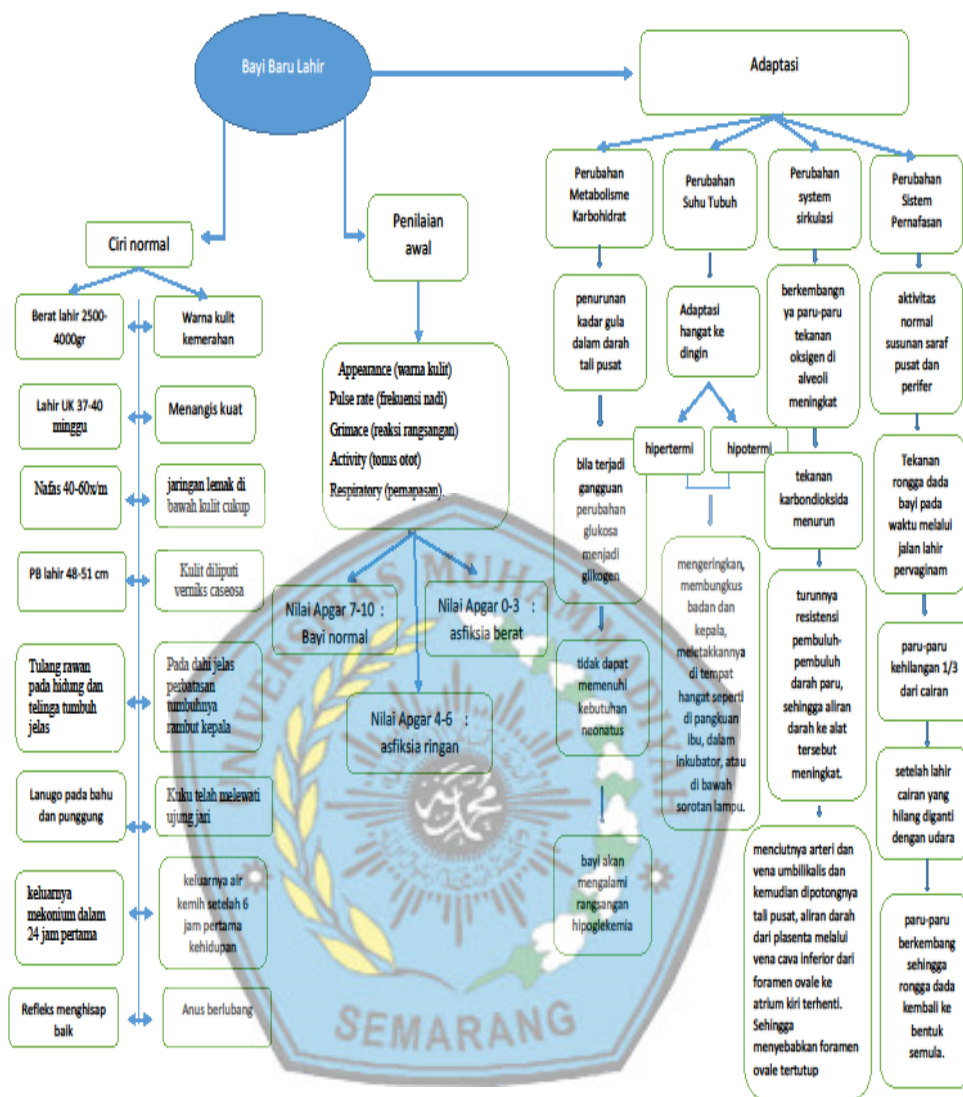 Bayi Baru Lahir
Adaptasi
Ciri normal
Berat lahir 2500-
4000gr
Warna kulit
kemerahan
Lahir UK 37-40
minggu
Menangis kuat
Nafas 40-60x/m
jaringan lemak di
bawah kulit cukup
PB lahir 48-51 cm
Kulit diliputi
verniks caseosa
Tulang rawan
pada hidung dan
telinga tumbuh
jelas
Pada dahi jelas
perbatasan
tumbuhnya
rambut kepala
Lanugo pada bahu
dan punggung
Kuku telah melewati
ujung jari
keluarnya
mekonium dalam
24 jam pertama
keluarnya air
kemih setelah 6
jam pertama
kehidupan
Refleks menghisap
baik
Anus berlubang
Penilaian
awal
Appearance (warna kulit)
Pulse rate (frekuensi nadi)
Grimace (reaksi rangsangan)
Activity (tonus otot)
Respiratory (pernapasan).
Nilai Apgar 7-10 :
Bayi normal
Nilai Apgar 0-3 :
asfiksia berat
Nilai Apgar 4-6 :
asfiksia ringan
Perubahan
Metabolisme
Karbohidrat
penurunan
kadar gula
dalam darah
tali pusat
bila terjadi
gangguan
perubahan
glukosa
menjadi
glikogen
tidak dapat
memenuhi
kebutuhan
neonatus
bayi akan
mengalami
rangsangan
hipoglekemia
Perubahan
Suhu Tubuh
Adaptasi
hangat ke
dingin
hipertermi
hipotermi
mengeringkan,
membungkus
badan dan
kepala,
meletakkannya
di tempat
hangat seperti
di pangkuan
ibu, dalam
inkubator, atau
di bawah
sorotan lampu.
Perubahan
system
sirkulasi
berkembangn
ya paru-paru
tekanan
oksigen di
alveoli
meningkat
tekanan
karbondioksida
menurun
turunnya
resistensi
pembuluh-
pembuluh
darah paru,
sehingga aliran
darah ke alat
tersebut
meningkat.
menciutnya arteri dan
vena umbilikalis dan
kemudian dipotongnya
tali pusat, aliran darah
dari plasenta melalui
vena cava inferior dari
foramen ovale ke
atrium kiri terhenti.
Sehingga
menyebabkan foramen
ovale tertutup
Perubahan
Sistem
Pernafasan
aktivitas
normal
susunan saraf
pusat dan
perifer
Tekanan
rongga dada
bayi pada
waktu melalui
jalan lahir
pervaginam
paru-paru
kehilangan 1/3
dari cairan
setelah lahir
cairan yang
hilang diganti
dengan udara
paru-paru
berkembang
sehingga
rongga dada
kembali ke
bentuk
semula.
UNIVERSITAS MUHAMMADIYAH
SEMARANG